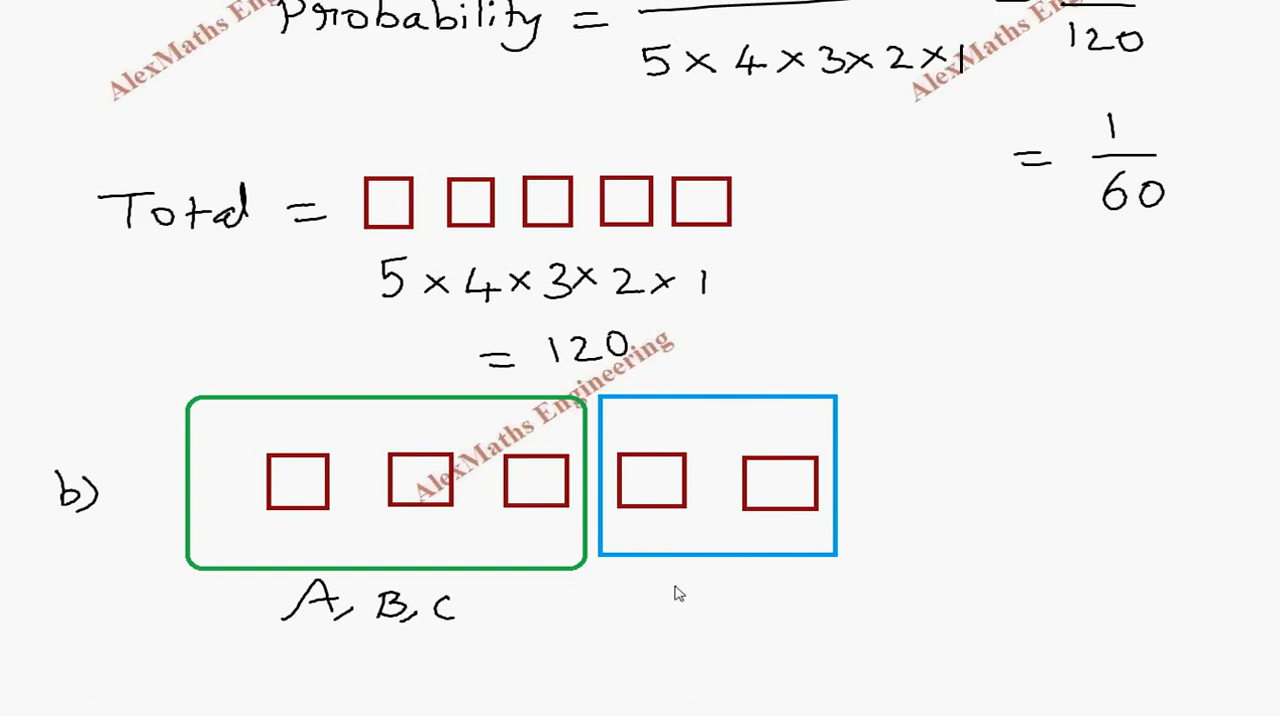 Probability = ――― = ―
5 × 4 × 3 × 2 × 1
120
= 1/60
Total = □ □ □ □ □
5 × 4 × 3 × 2 × 1
= 120
b) □ □ □ □ □
A, B, C
AlexMaths Engineering